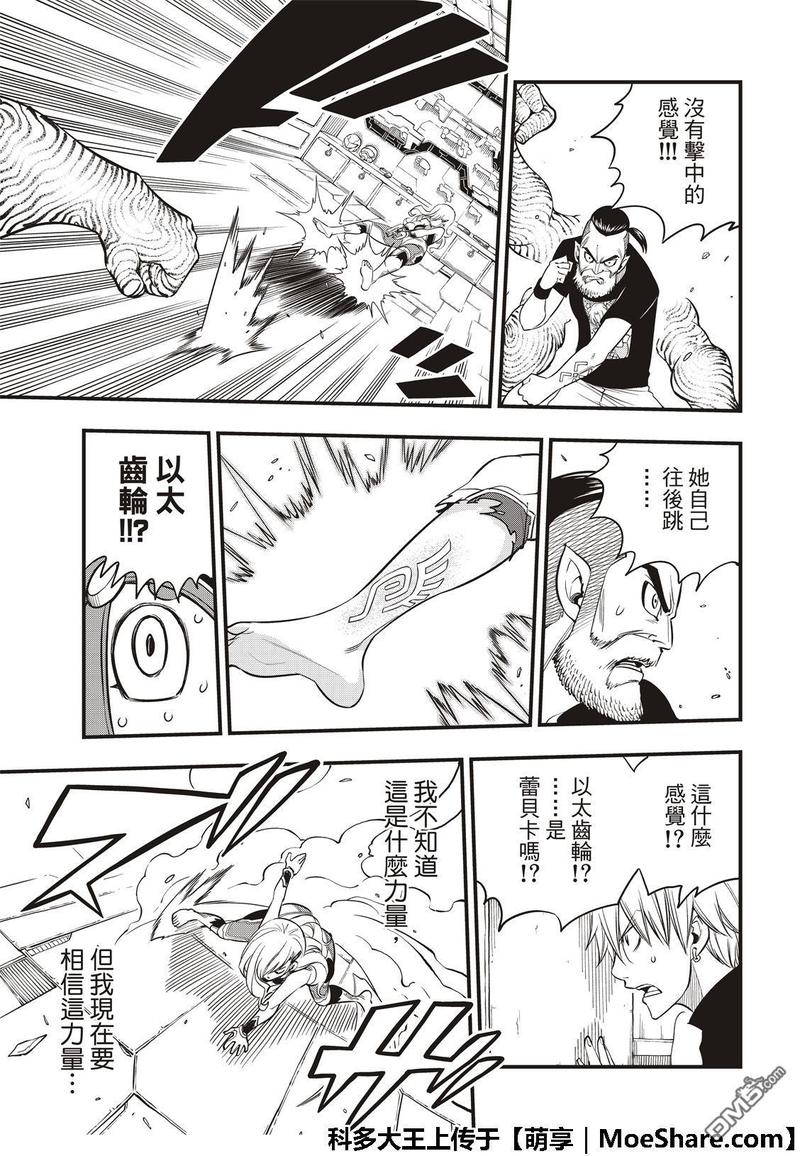 沒有擊中的
感覺!!!
她自己
往後跳
……
以太
齒輪!!?
這什麼
感覺!?
以太齒輪!?
……是
蕾貝卡嗎!?
我不知道
這是什麼力量，
但我現在要
相信這力量…
DM5.com
科多大王上传于【萌享｜MoeShare.com】